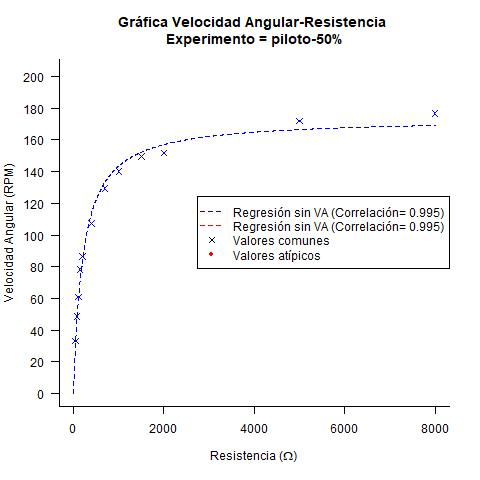 Gráfica Velocidad Angular-Resistencia
Experimento = piloto-50%
Velocidad Angular (RPM)
200
180
160
140
120
100
80
60
40
20
0
Regresión sin VA (Correlación= 0.995)
Regresión sin VA (Correlación= 0.995)
Valores comunes
Valores atípicos
0 2000 4000 6000 8000
Resistencia (Ω)